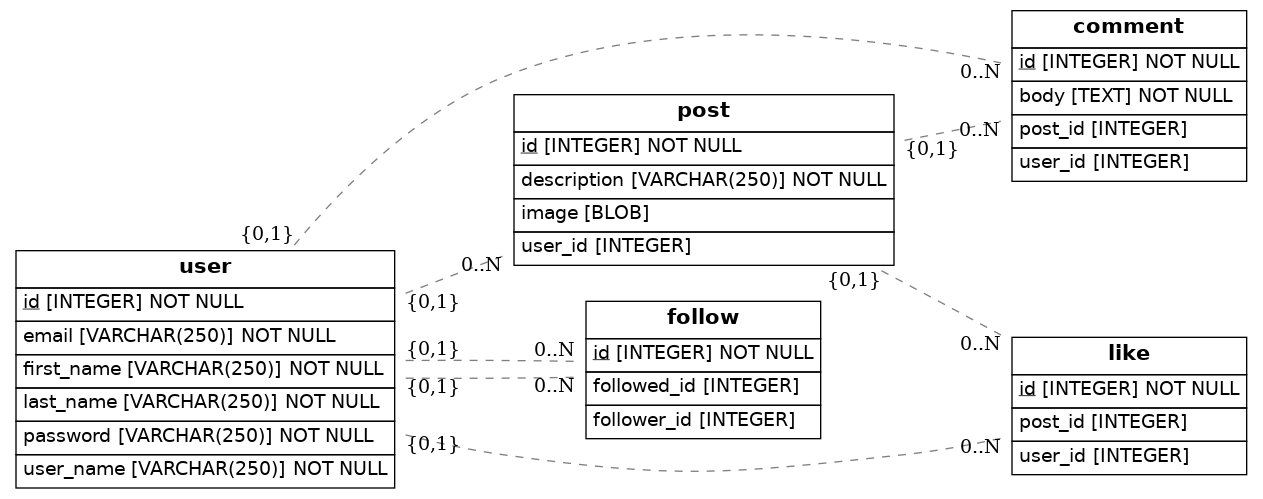 comment
id [INTEGER] NOT NULL
body [TEXT] NOT NULL
post_id [INTEGER]
user_id [INTEGER]
0..N
0..N
post
id [INTEGER] NOT NULL
description [VARCHAR(250)] NOT NULL
image [BLOB]
user_id [INTEGER]
{0,1}
0..N
{0,1}
{0,1}
user
id [INTEGER] NOT NULL
email [VARCHAR(250)] NOT NULL
first_name [VARCHAR(250)] NOT NULL
last_name [VARCHAR(250)] NOT NULL
password [VARCHAR(250)] NOT NULL
user_name [VARCHAR(250)] NOT NULL
{0,1}
{0,1}
{0,1}
{0,1}
0..N
0..N
follow
id [INTEGER] NOT NULL
followed_id [INTEGER]
follower_id [INTEGER]
0..N
0..N
like
id [INTEGER] NOT NULL
post_id [INTEGER]
user_id [INTEGER]